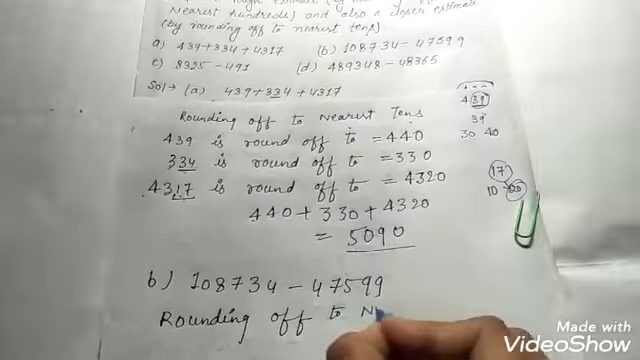 rough estimate (by
nearest hundreds) and also a closer estimate
(by rounding off to nearest tens)
a) 439+334+4317 (b) 108734-47599
c) 8325-491 (d) 489348-48365
Sol→ (a) 439+334+4317
Rounding off to Nearest Tens
439 is round off to = 440
334 is round off to = 330
4317 is round off to = 4320
440+330+4320
= 5090
439
39
30 40
17
10 → 20
b) 108734 - 47599
Rounding off to N
Made with
VideoShow